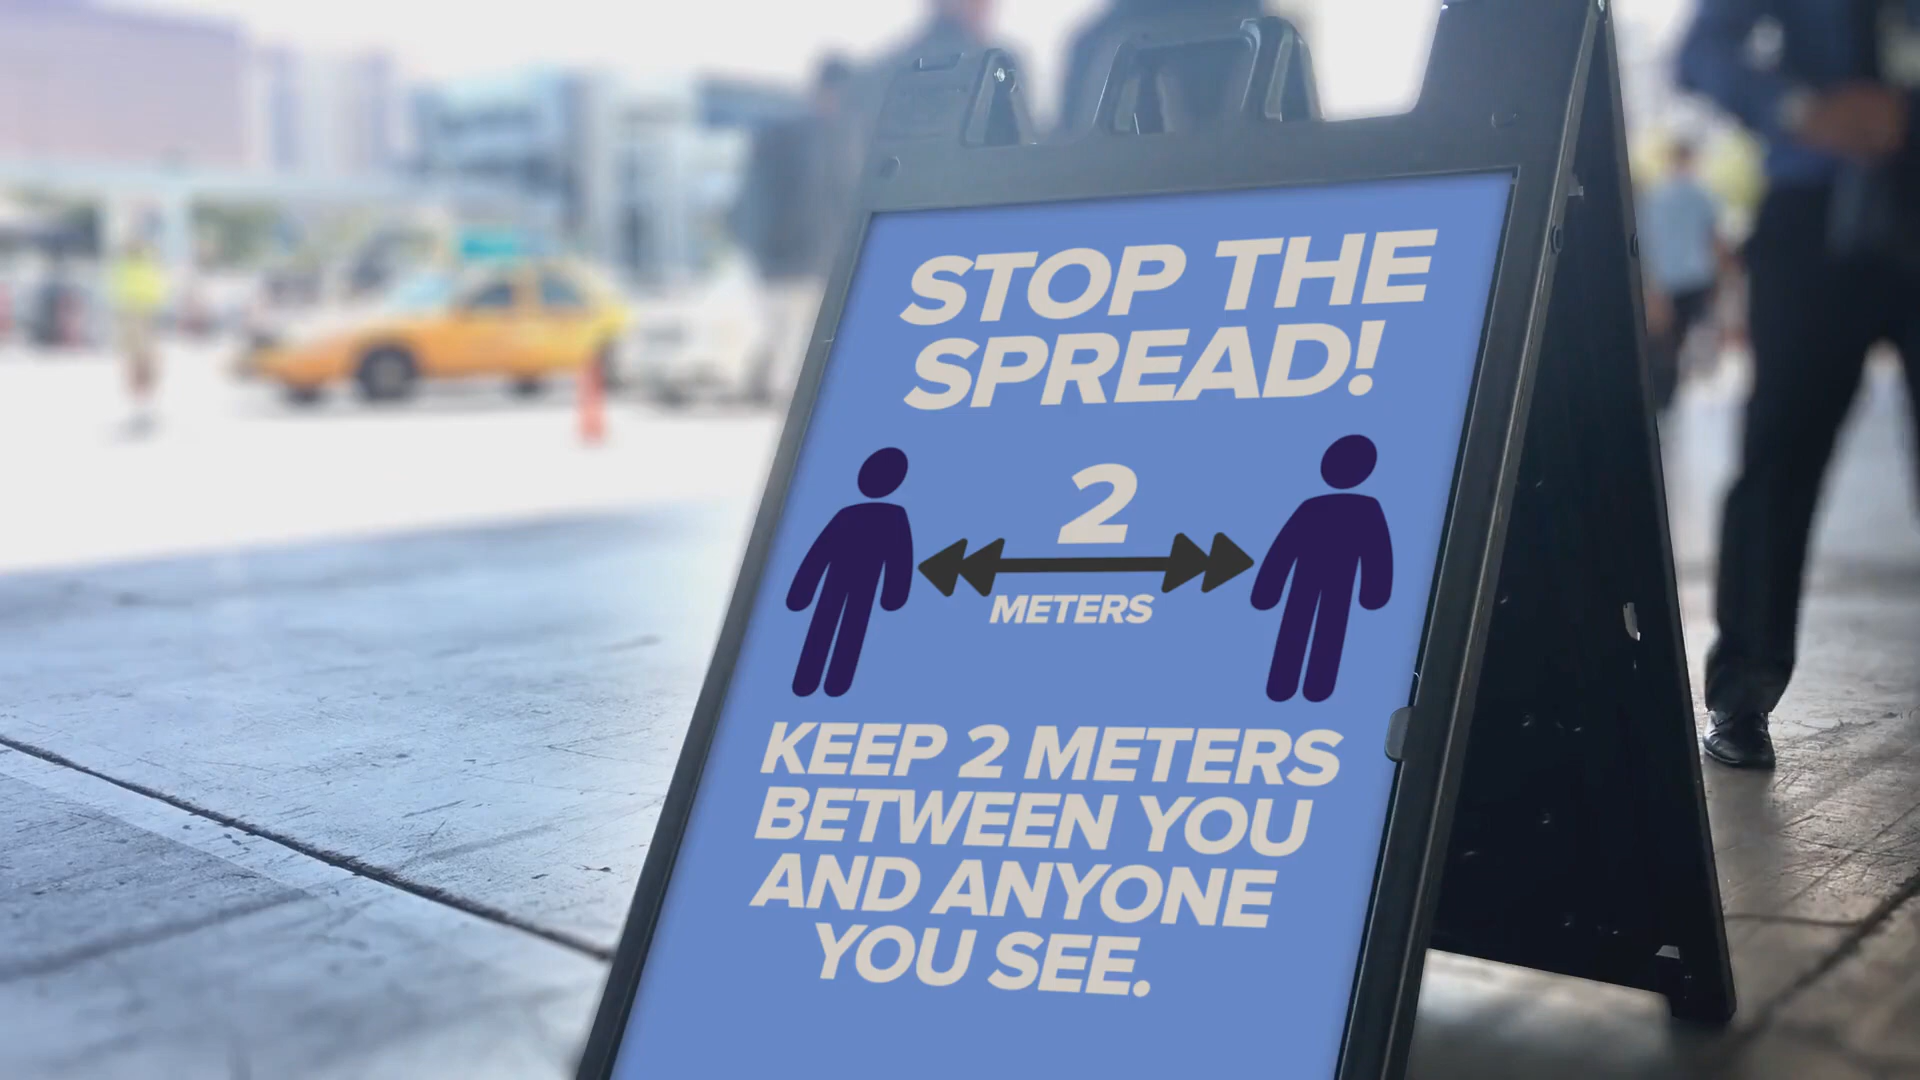 STOP THE
SPREAD!
2
METERS
KEEP 2 METERS
BETWEEN YOU
AND ANYONE
YOU SEE.